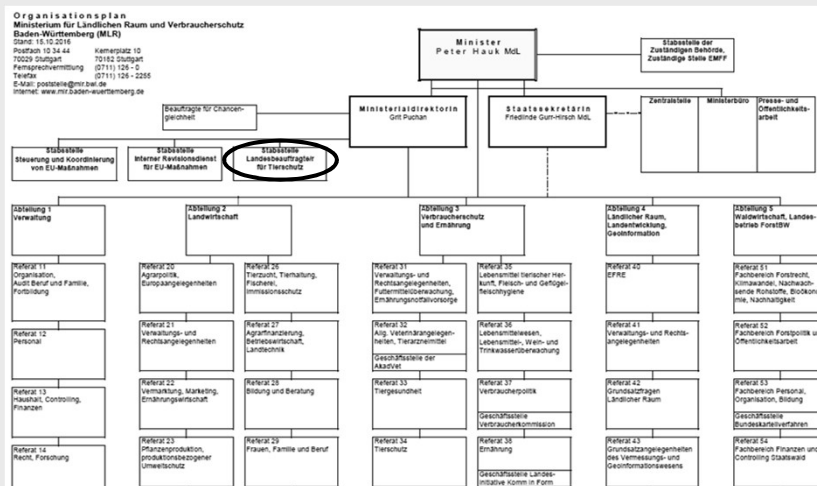 Organisationsplan
Ministerium für Ländlichen Raum und Verbraucherschutz
Baden-Württemberg (MLR)
Stand: 15.10.2016
Postfach 10 34 44 Kernerplatz 10
70029 Stuttgart 70182 Stuttgart
Fernsprechvermittlung (0711) 126 - 0
Telefax (0711) 126 - 2255
E-Mail: poststelle@mlr.bwl.de
Internet: www.mlr.baden-wuerttemberg.de
Minister
Peter Hauk MdL
Stabsstelle der
Zuständigen Behörde,
Zuständige Stelle EMFF
Beauftragte für Chancen-
gleichheit
Ministerialdirektorin
Grit Puchan
Staatssekretärin
Friedlinde Gurr-Hirsch MdL
Zentralstelle
Ministerbüro
Presse- und
Öffentlichkeits-
arbeit
Stabsstelle
Steuerung und Koordinierung
von EU-Maßnahmen
Stabsstelle
Interner Revisionsdienst
für EU-Maßnahmen
Stabsstelle
Landesbeauftragte/r
für Tierschutz
Abteilung 1
Verwaltung
Abteilung 2
Landwirtschaft
Abteilung 3
Verbraucherschutz
und Ernährung
Abteilung 4
Ländlicher Raum,
Landentwicklung,
Geoinformation
Abteilung 5
Waldwirtschaft, Landes-
betrieb ForstBW
Referat 11
Organisation,
Audit Beruf und Familie,
Fortbildung
Referat 20
Agrarpolitik,
Europaangelegenheiten
Referat 26
Tierzucht, Tierhaltung,
Fischerei,
Immissionsschutz
Referat 31
Verwaltungs- und
Rechtsangelegenheiten,
Futtermittelüberwachung,
Ernährungsnotfallvorsorge
Referat 35
Lebensmittel tierischer Her-
kunft, Fleisch- und Geflügel-
fleischhygiene
Referat 40
EFRE
Referat 51
Fachbereich Forstrecht,
Klimawandel, Nachwach-
sende Rohstoffe, Bioökono
mie, Nachhaltigkeit
Referat 12
Personal
Referat 21
Verwaltungs- und
Rechtsangelegenheiten
Referat 27
Agrarfinanzierung,
Betriebswirtschaft,
Landtechnik
Referat 32
Allg. Veterinärangelegen-
heiten, Tierarzneimittel
Geschäftsstelle der
AkadVet
Referat 36
Lebensmittelwesen,
Lebensmittel-, Wein- und
Trinkwasserüberwachung
Referat 41
Verwaltungs- und Rechts-
angelegenheiten
Referat 52
Fachbereich Forstpolitik u
Öffentlichkeitsarbeit
Referat 13
Haushalt, Controlling,
Finanzen
Referat 22
Vermarktung, Marketing,
Ernährungswirtschaft
Referat 28
Bildung und Beratung
Referat 33
Tiergesundheit
Referat 37
Verbraucherpolitik
Geschäftsstelle
Verbraucherkommission
Referat 42
Grundsatzfragen
Ländlicher Raum
Referat 53
Fachbereich Personal,
Organisation, Bildung
Geschäftsstelle
Bundeskartellverfahren
Referat 14
Recht, Forschung
Referat 23
Pflanzenproduktion,
produktionsbezogener
Umweltschutz
Referat 29
Frauen, Familie und Beruf
Referat 34
Tierschutz
Referat 38
Ernährung
Geschäftsstelle Landes-
initiative Komm in Form
Referat 43
Grundsatzangelegenheiten
des Vermessungs- und
Geoinformationswesens
Referat 54
Fachbereich Finanzen und
Controlling Staatswald